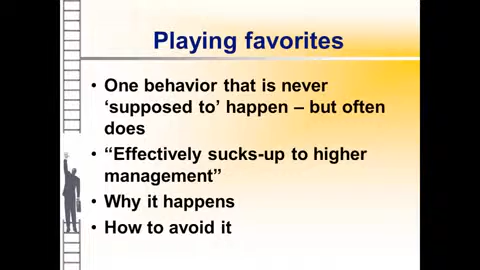 Playing favorites
• One behavior that is never
‘supposed to’ happen – but often
does
• “Effectively sucks-up to higher
management”
• Why it happens
• How to avoid it